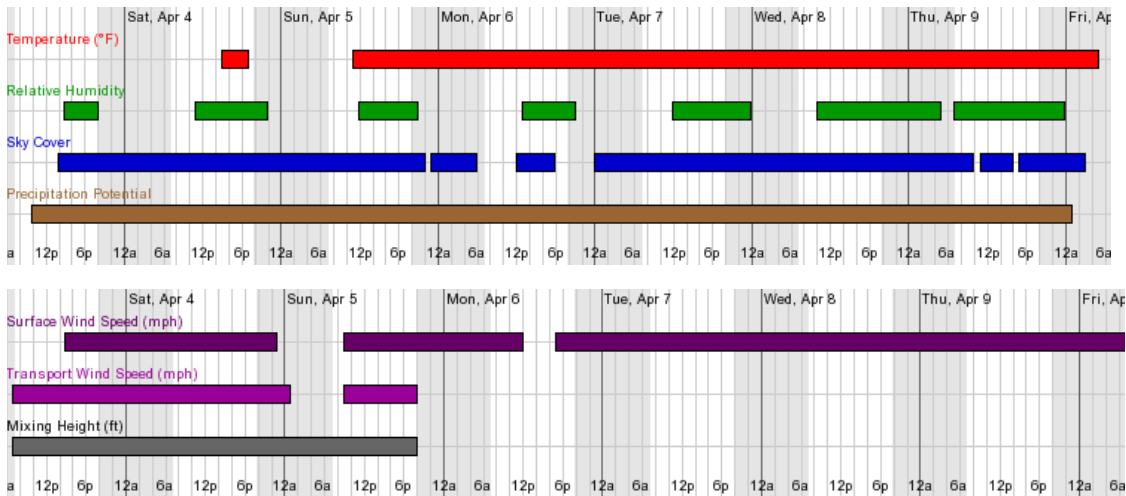 Sat, Apr 4 Sun, Apr 5 Mon, Apr 6 Tue, Apr 7 Wed, Apr 8 Thu, Apr 9 Fri, Ap
Temperature (°F)
Relative Humidity
Sky Cover
Precipitation Potential
a 12p 6p 12a 6a 12p 6p 12a 6a 12p 6p 12a 6a 12p 6p 12a 6a 12p 6p 12a 6a 12p 6p 12a 6a 12p 6p 12a 6a
Sat, Apr 4 Sun, Apr 5 Mon, Apr 6 Tue, Apr 7 Wed, Apr 8 Thu, Apr 9 Fri, Ap
Surface Wind Speed (mph)
Transport Wind Speed (mph)
Mixing Height (ft)
a 12p 6p 12a 6a 12p 6p 12a 6a 12p 6p 12a 6a 12p 6p 12a 6a 12p 6p 12a 6a 12p 6p 12a 6a 12p 6p 12a 6a